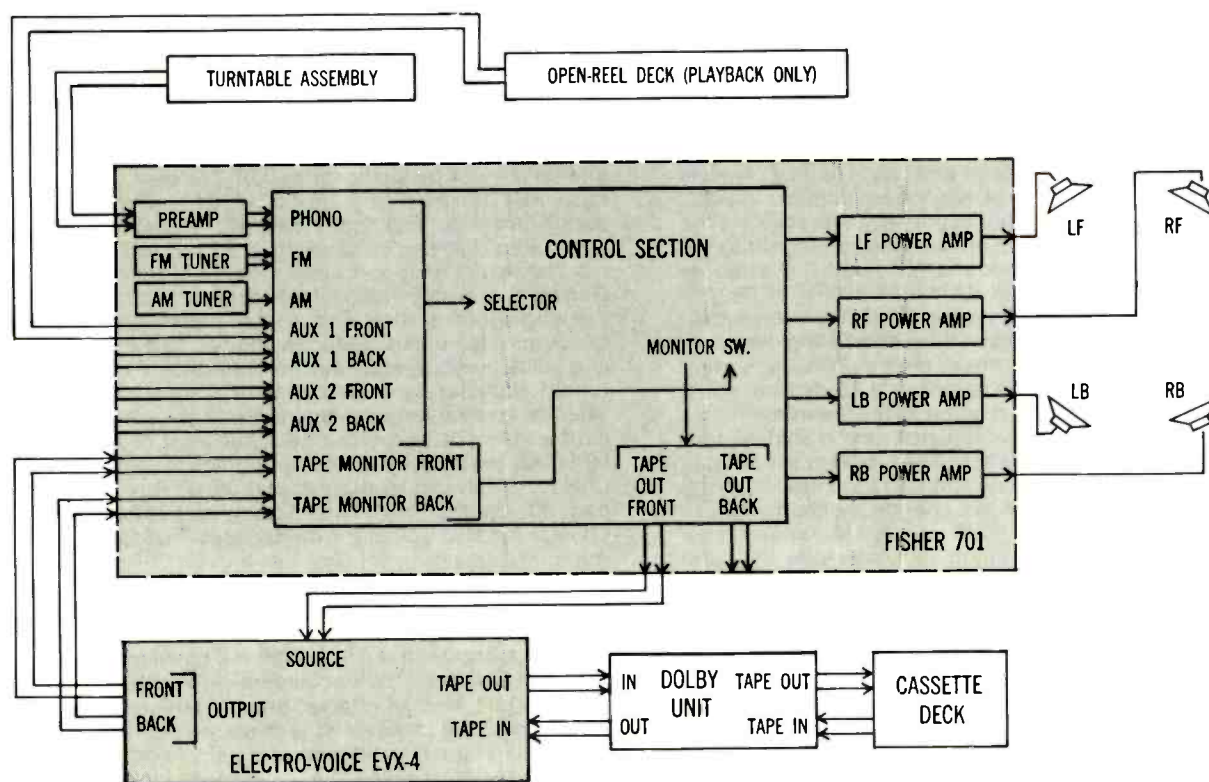 TURNTABLE ASSEMBLY
OPEN-REEL DECK (PLAYBACK ONLY)
PREAMP
PHONO
FM TUNER
FM
AM TUNER
AM
AUX 1 FRONT
AUX 1 BACK
AUX 2 FRONT
AUX 2 BACK
TAPE MONITOR FRONT
TAPE MONITOR BACK
SELECTOR
CONTROL SECTION
MONITOR SW.
TAPE
OUT
FRONT
TAPE
OUT
BACK
LF POWER AMP
RF POWER AMP
LB POWER AMP
RB POWER AMP
LF
RF
LB
RB
FISHER 701
SOURCE
FRONT
BACK
OUTPUT
TAPE OUT
TAPE IN
ELECTRO-VOICE EVX-4
IN
OUT
DOLBY
UNIT
TAPE OUT
TAPE IN
CASSETTE
DECK